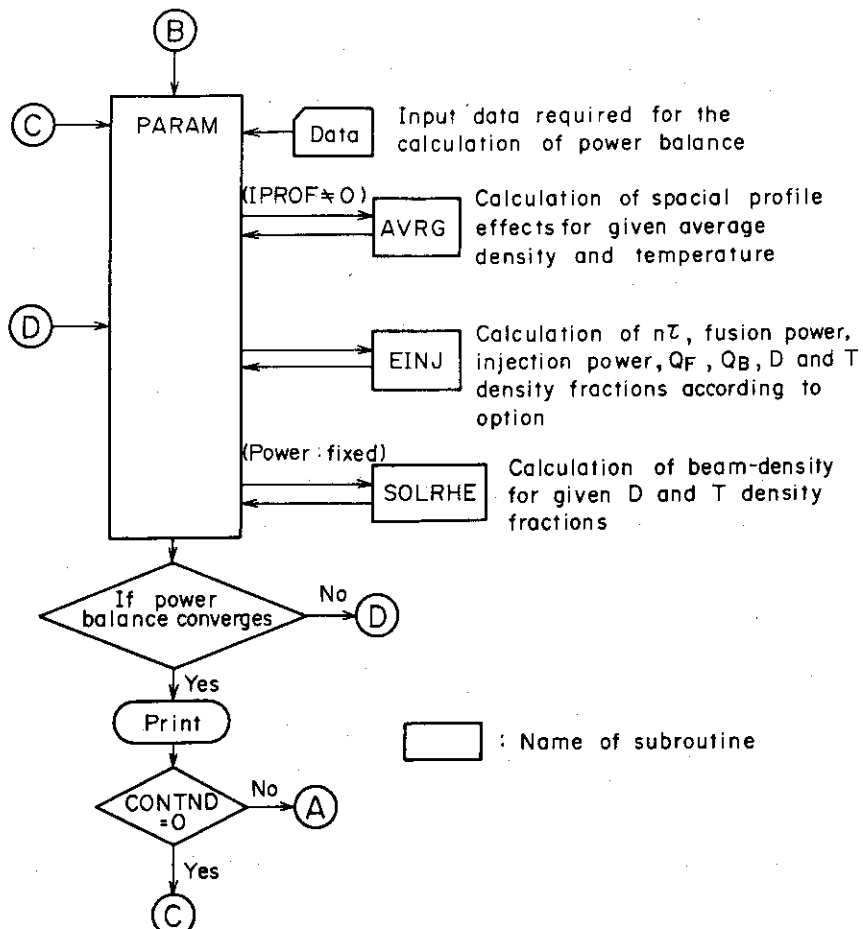 B
C
PARAM
Data
Input data required for the
calculation of power balance
(IPROF≠0)
AVRG
Calculation of spacial profile
effects for given average
density and temperature
D
EINJ
Calculation of nτ, fusion power,
injection power, QF, QB, D and T
density fractions according to
option
(Power : fixed)
SOLRHE
Calculation of beam-density
for given D and T density
fractions
If power
balance converges
No
D
Yes
Print
: Name of subroutine
CONTND
=0
No
A
Yes
C